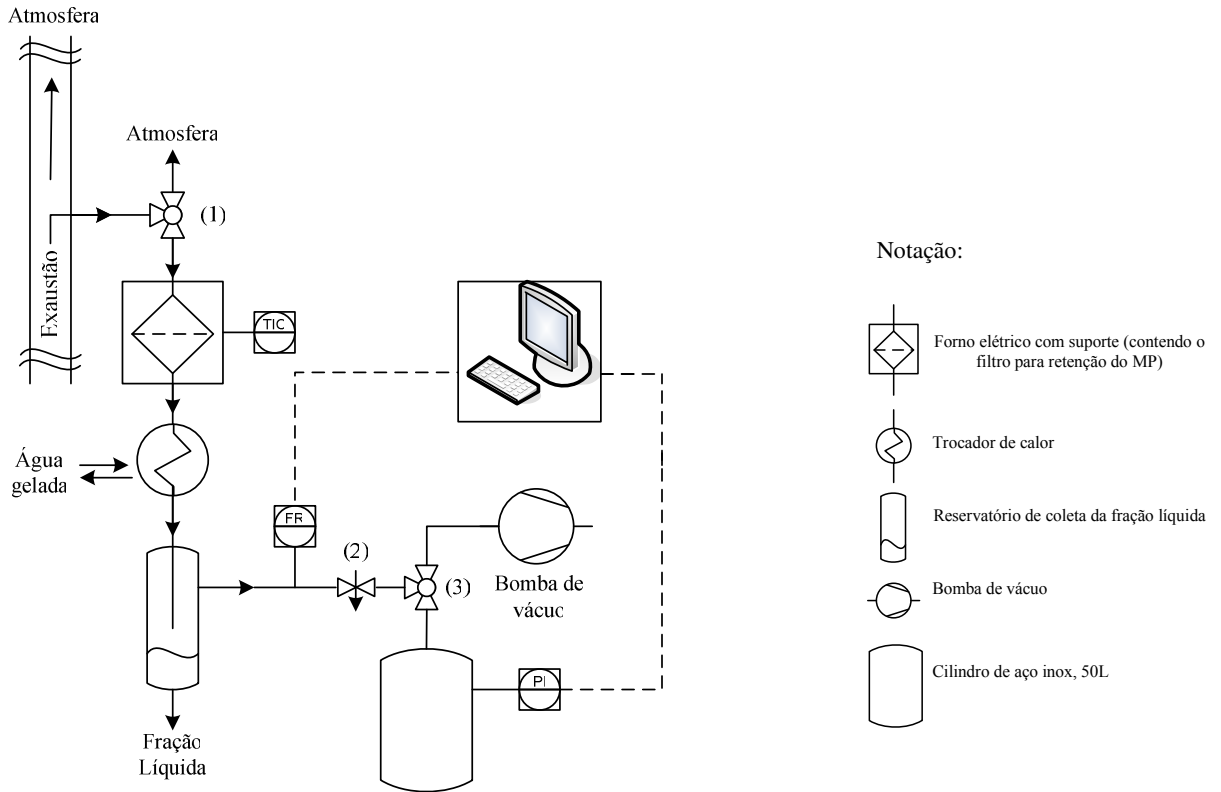 Atmosfera
Atmosfera
(1)
Exaustão
TIC
Água
gelada
FR
(2)
(3)
Bomba de
vácuo
PI
Fração
Líquida
Notação:
Forno elétrico com suporte (contendo o
filtro para retenção do MP)
Trocador de calor
Reservatório de coleta da fração líquida
Bomba de vácuo
Cilindro de aço inox, 50L